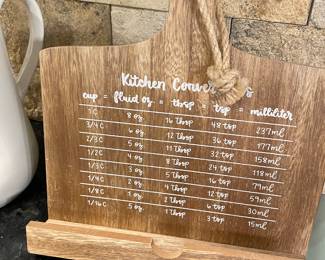 Kitchen Conver
cup = fluid oz = tbsp = tsp = milliliter
1 C 8 oz 16 tbsp 48 tsp 237ml
3/4 C 6 oz 12 tbsp 36 tsp 177ml
2/3 C 5 oz 11 tbsp 32 tsp 158ml
1/2 C 4 oz 8 tbsp 24 tsp 118ml
1/3 C 3 oz 5 tbsp 16 tsp 79ml
1/4 C 2 oz 4 tbsp 12 tsp 59ml
1/8 C 1 oz 2 tbsp 6 tsp 30ml
1/16 C .5 oz 1 tbsp 3 tsp 15ml